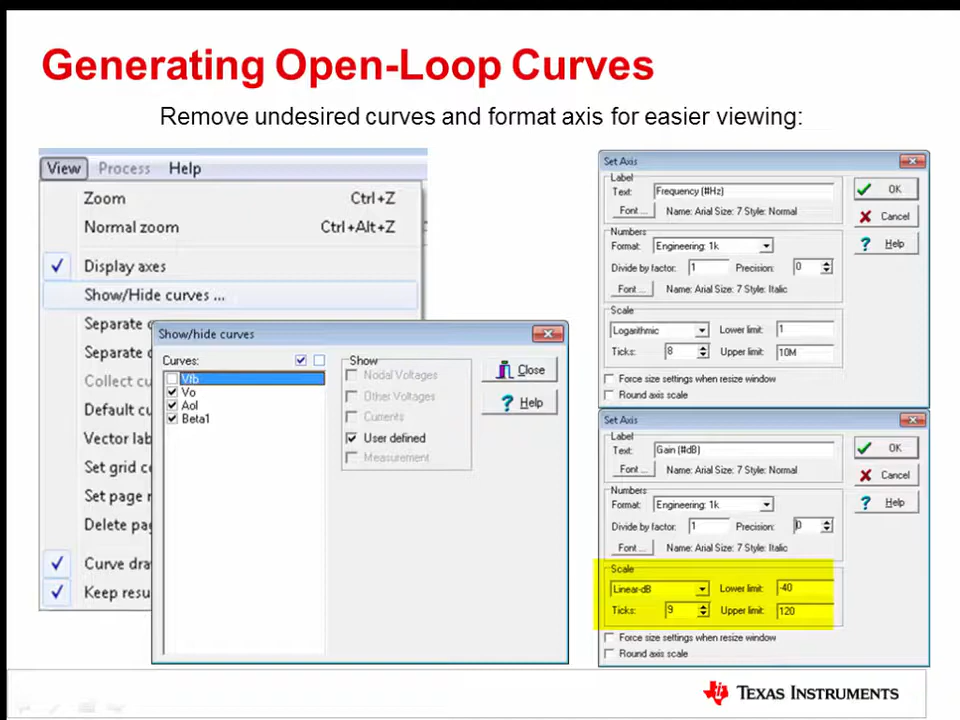 Generating Open-Loop Curves
Remove undesired curves and format axis for easier viewing:
View Process Help
Zoom Ctrl+Z
Normal zoom Ctrl+Alt+Z
Display axes
Show/Hide curves ...
Separate
Separate
Collect
Default
Vector
Set grid
Set page
Delete
Curve
Keep
Show/hide curves
Curves:
Vfb
Vo
Aol
Beta1
Show
Nodal Voltages
Other Voltages
Currents
User defined
Measurement
Close
Help
Set Axis
Label
Text: Frequency (#Hz)
Font ... Name: Arial Size: 7 Style: Normal
Numbers
Format: Engineering: 1k
Divide by factor: 1 Precision: 0
Font ... Name: Arial Size: 7 Style: Italic
Scale
Logarithmic Lower limit: 1
Ticks: 8 Upper limit: 10M
Force size settings when resize window
Round axis scale
OK
Cancel
Help
Set Axis
Label
Text: Gain (#dB)
Font ... Name: Arial Size: 7 Style: Normal
Numbers
Format: Engineering: 1k
Divide by factor: 1 Precision: 0
Font ... Name: Arial Size: 7 Style: Italic
Scale
Linear-dB Lower limit: -40
Ticks: 9 Upper limit: 120
Force size settings when resize window
Round axis scale
OK
Cancel
Help
TEXAS INSTRUMENTS